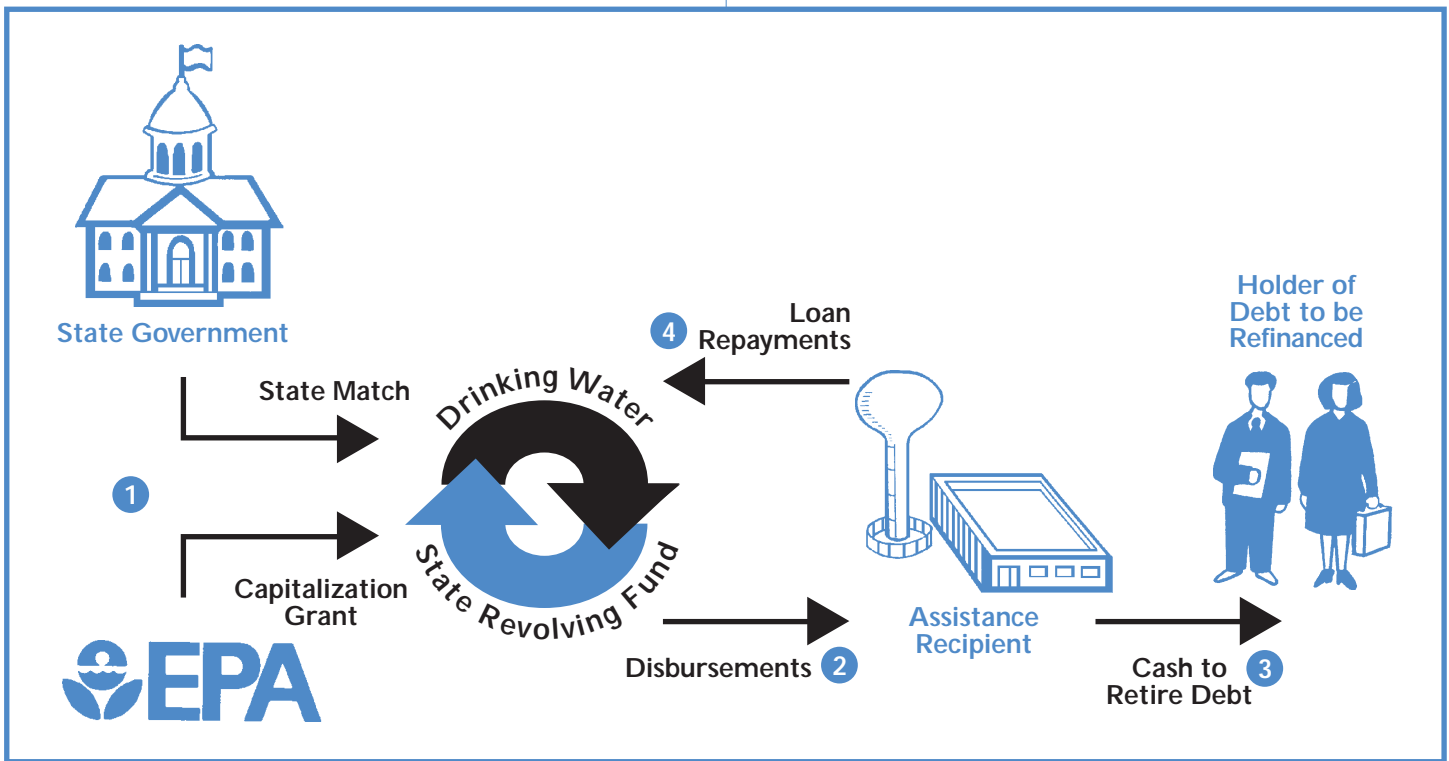 State Government
State Match
1
Capitalization
Grant
EPA
Drinking Water
State Revolving Fund
4
Loan
Repayments
Disbursements 2
Assistance
Recipient
Cash to
Retire Debt 3
Holder of
Debt to be
Refinanced